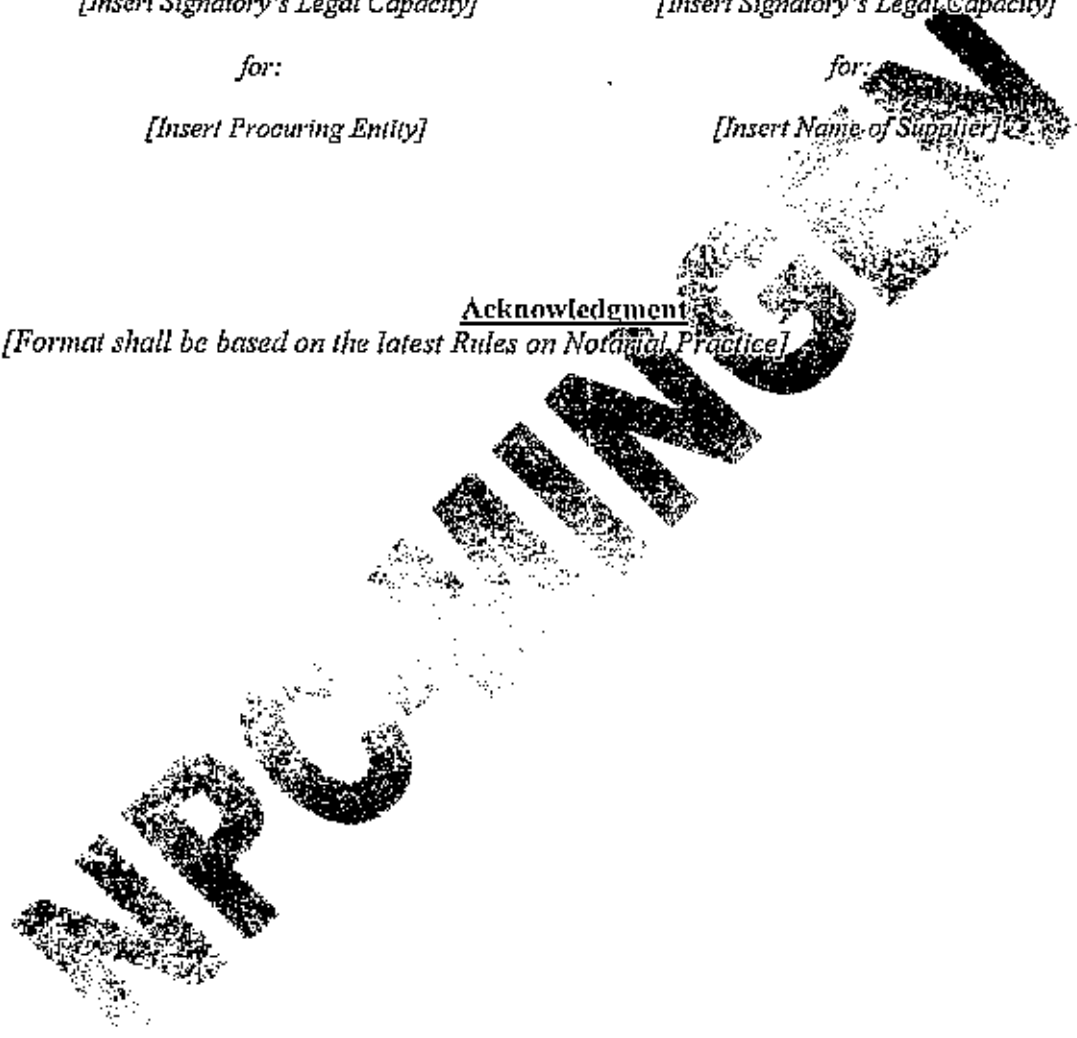 [Insert Signatory's Legal Capacity] [Insert Signatory's Legal Capacity]
for: for:
[Insert Procuring Entity] [Insert Name of Supplier]
Acknowledgment
[Format shall be based on the latest Rules on Notarial Practice]
NPC-MINGEN